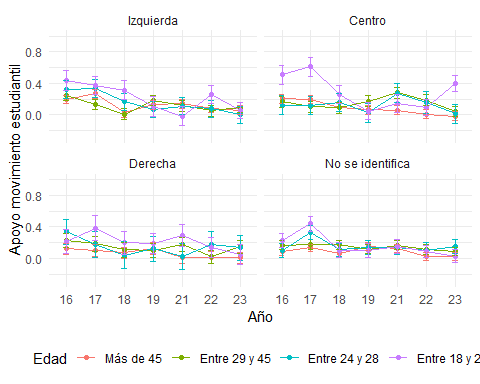 Izquierda Centro
0.8
0.4
0.0
Derecha No se identifica
0.8
0.4
0.0
16 17 18 19 21 22 23 16 17 18 19 21 22 23
Año
Apoyo movimiento estudiantil
Edad Más de 45 Entre 29 y 45 Entre 24 y 28 Entre 18 y 2